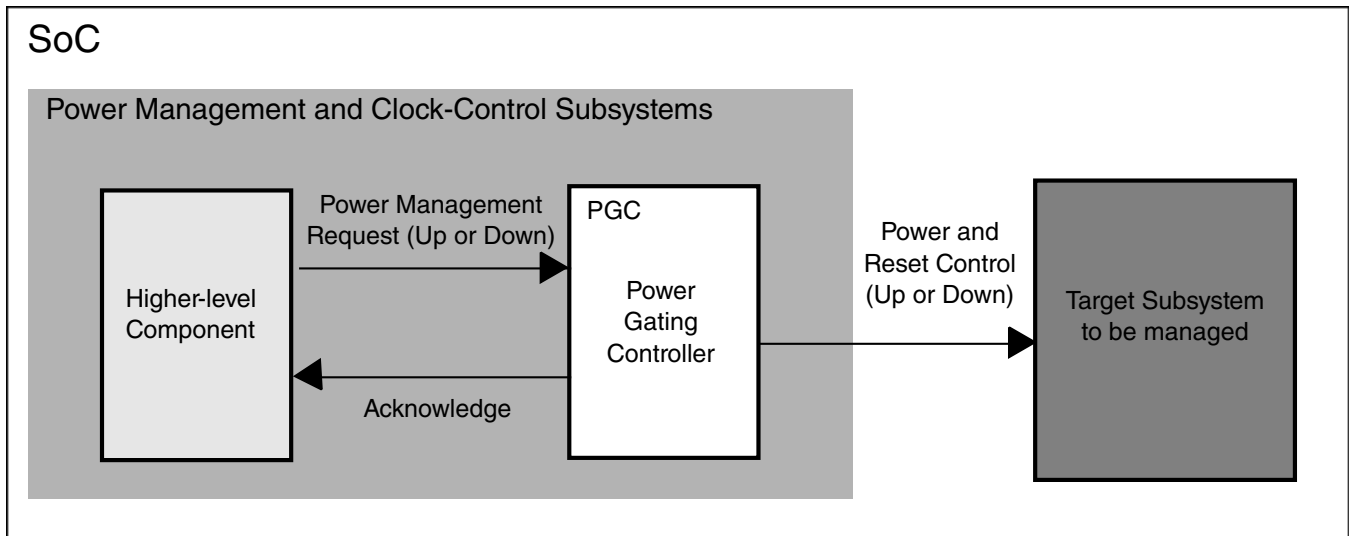 SoC
Power Management and Clock-Control Subsystems
Higher-level
Component
Power Management
Request (Up or Down)
Acknowledge
PGC
Power
Gating
Controller
Power and
Reset Control
(Up or Down)
Target Subsystem
to be managed